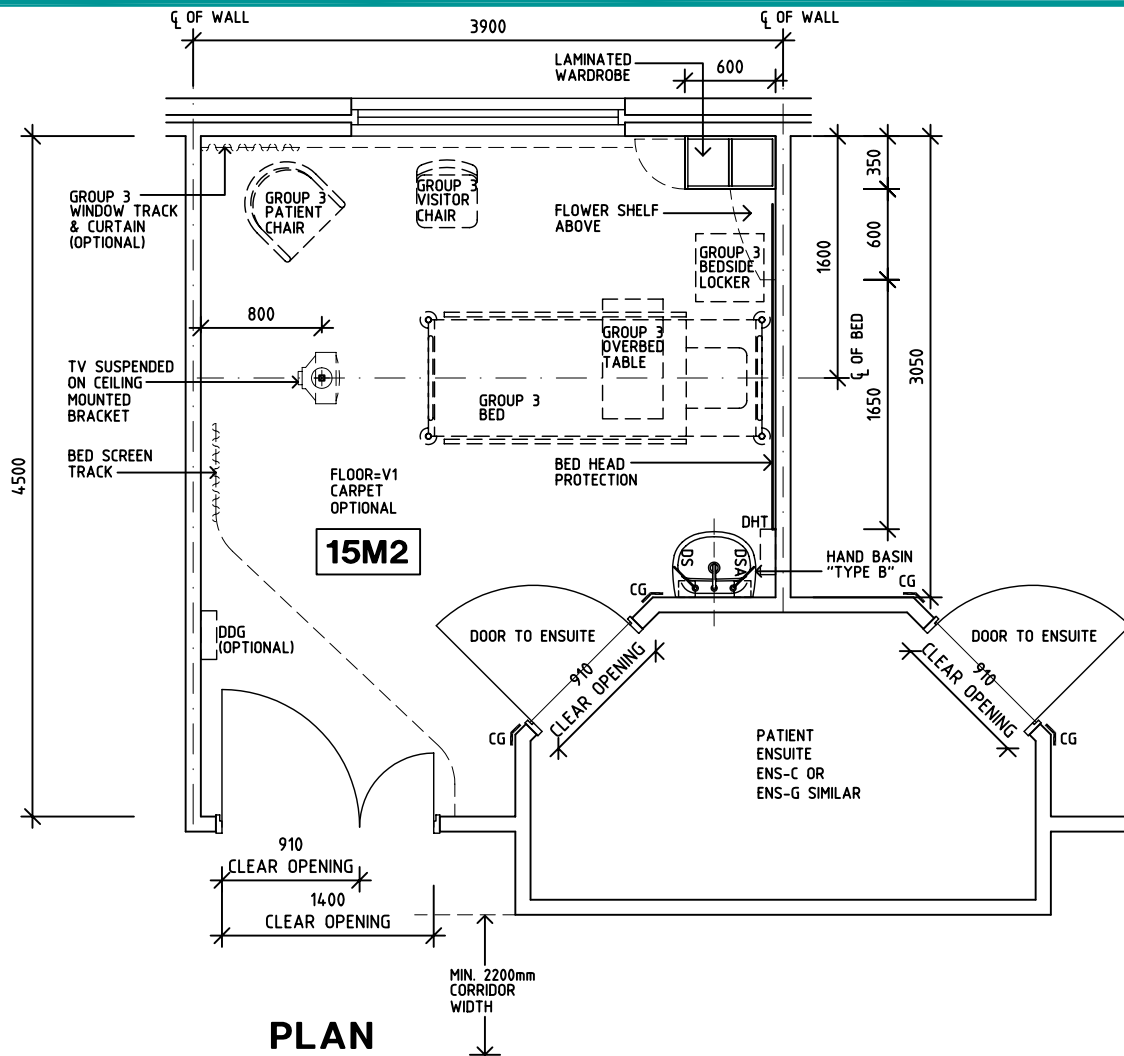 ℄ OF WALL
℄ OF WALL
3900
LAMINATED
WARDROBE
600
GROUP 3
WINDOW TRACK
& CURTAIN
(OPTIONAL)
GROUP 3
PATIENT
CHAIR
GROUP 3
VISITOR
CHAIR
FLOWER SHELF
ABOVE
GROUP 3
BEDSIDE
LOCKER
350
600
1600
℄ OF BED
3050
1650
800
TV SUSPENDED
ON CEILING
MOUNTED
BRACKET
GROUP 3
OVERBED
TABLE
GROUP 3
BED
4500
BED SCREEN
TRACK
FLOOR=V1
CARPET
OPTIONAL
BED HEAD
PROTECTION
15M2
DHT
DS
DSA
HAND BASIN
"TYPE B"
CG
CG
DDG
(OPTIONAL)
DOOR TO ENSUITE
DOOR TO ENSUITE
910
CLEAR OPENING
910
CLEAR OPENING
CG
CG
PATIENT
ENSUITE
ENS-C OR
ENS-G SIMILAR
910
CLEAR OPENING
1400
CLEAR OPENING
MIN. 2200mm
CORRIDOR
WIDTH
PLAN